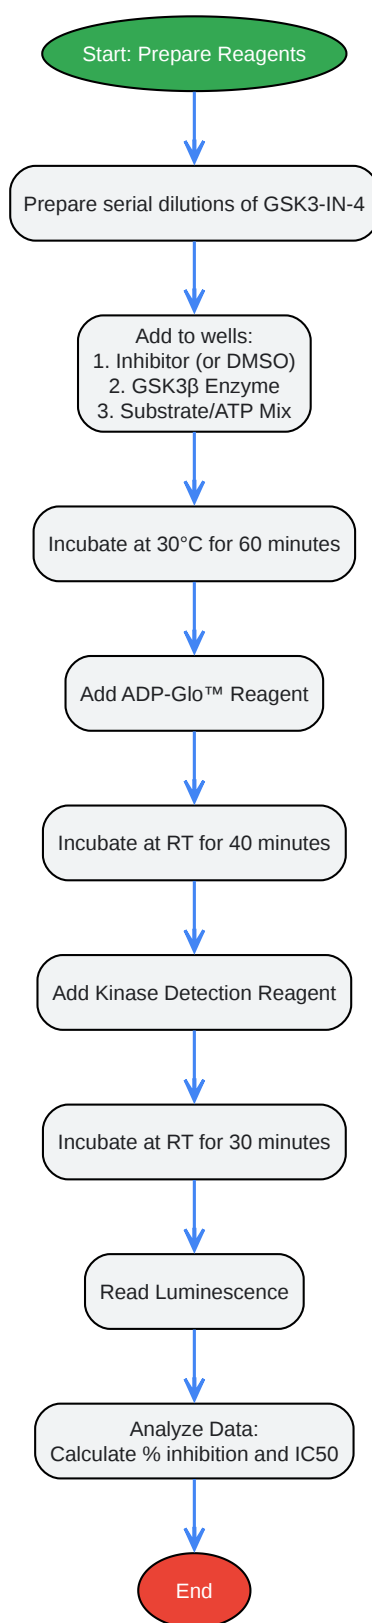 Start: Prepare Reagents
Prepare serial dilutions of GSK3-IN-4
Add to wells:
1. Inhibitor (or DMSO)
2. GSK3β Enzyme
3. Substrate/ATP Mix
Incubate at 30°C for 60 minutes
Add ADP-Glo™ Reagent
Incubate at RT for 40 minutes
Add Kinase Detection Reagent
Incubate at RT for 30 minutes
Read Luminescence
Analyze Data:
Calculate % inhibition and IC50
End